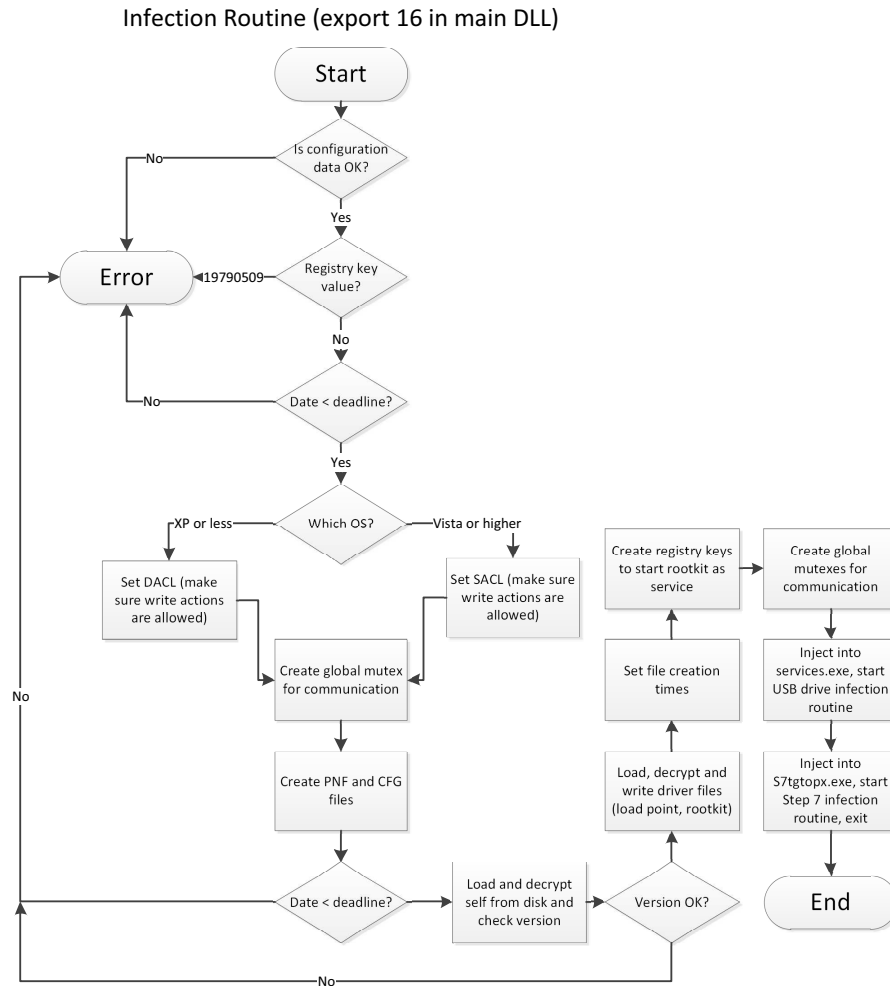 Infection Routine (export 16 in main DLL)
Start
Is configuration
data OK?
No
Yes
Error
19790509
Registry key
value?
No
Date < deadline?
No
Yes
XP or less
Which OS?
Vista or higher
Set DACL (make
sure write actions
are allowed)
Set SACL (make sure
write actions are
allowed)
Create global mutex
for communication
No
Create PNF and CFG
files
Date < deadline?
Load and decrypt
self from disk and
check version
Version OK?
No
Load, decrypt and
write driver files
(load point, rootkit)
Set file creation
times
Create registry keys
to start rootkit as
service
Create global
mutexes for
communication
Inject into
services.exe, start
USB drive infection
routine
Inject into
S7tgtopx.exe, start
Step 7 infection
routine, exit
End